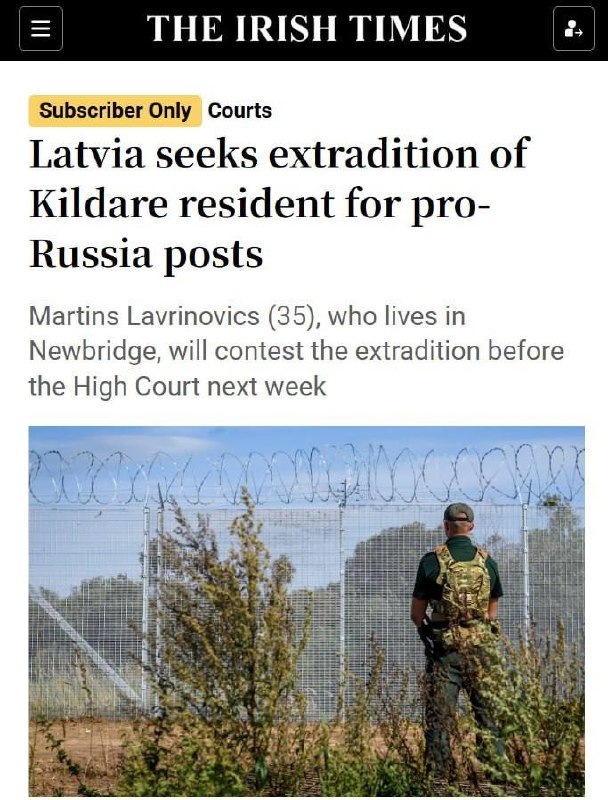 THE IRISH TIMES
Subscriber Only Courts
Latvia seeks extradition of
Kildare resident for pro-
Russia posts
Martins Lavrinovics (35), who lives in
Newbridge, will contest the extradition before
the High Court next week